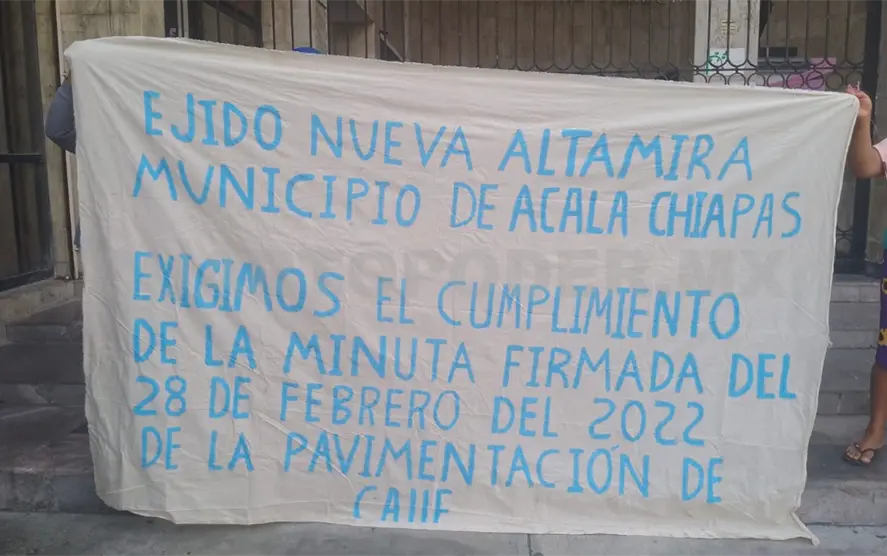 EJIDO NUEVA ALTAMIRA
MUNICIPIO DE ACALA CHIAPAS
EXIGIMOS EL CUMPLIMIENTO
DE LA MINUTA FIRMADA DEL
28 DE FEBRERO DEL 2022
DE LA PAVIMENTACIÓN DE